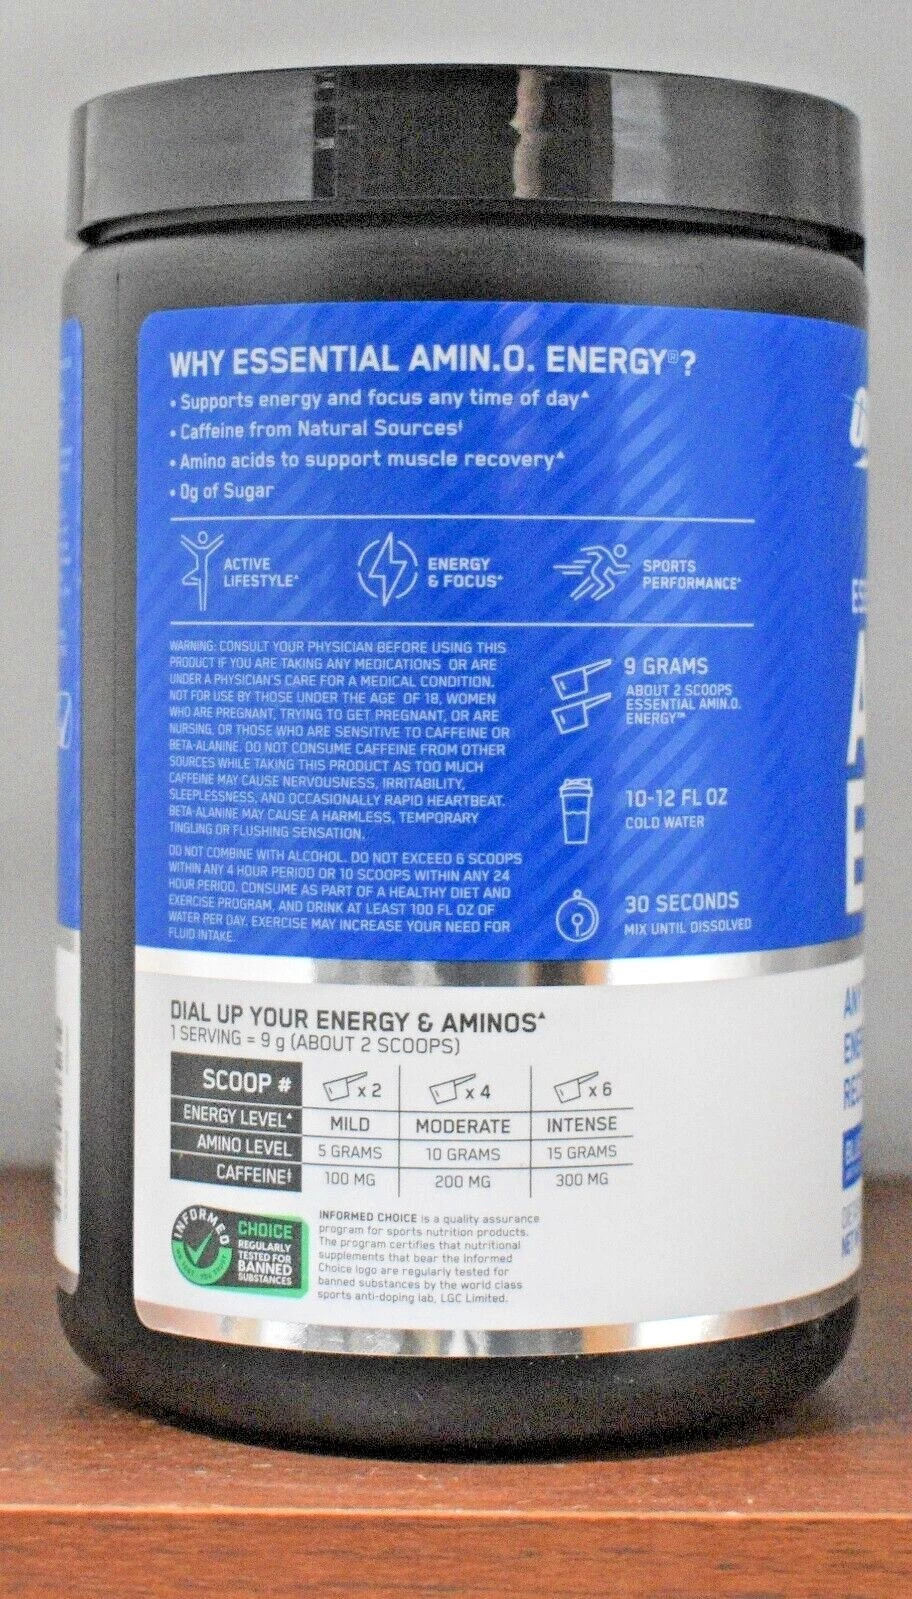 WHY ESSENTIAL AMIN.O. ENERGY®?
• Supports energy and focus any time of day▲
• Caffeine from Natural Sources‡
• Amino acids to support muscle recovery▲
• 0g of Sugar
ACTIVE
LIFESTYLE▲
ENERGY
& FOCUS▲
SPORTS
PERFORMANCE▲
WARNING: CONSULT YOUR PHYSICIAN BEFORE USING THIS
PRODUCT IF YOU ARE TAKING ANY MEDICATIONS OR ARE
UNDER A PHYSICIAN'S CARE FOR A MEDICAL CONDITION.
NOT FOR USE BY THOSE UNDER THE AGE OF 18, WOMEN
WHO ARE PREGNANT, TRYING TO GET PREGNANT, OR ARE
NURSING, OR THOSE WHO ARE SENSITIVE TO CAFFEINE OR
BETA-ALANINE. DO NOT CONSUME CAFFEINE FROM OTHER
SOURCES WHILE TAKING THIS PRODUCT AS TOO MUCH
CAFFEINE MAY CAUSE NERVOUSNESS, IRRITABILITY,
SLEEPLESSNESS, AND OCCASIONALLY RAPID HEARTBEAT.
BETA-ALANINE MAY CAUSE A HARMLESS, TEMPORARY
TINGLING OR FLUSHING SENSATION.
DO NOT COMBINE WITH ALCOHOL. DO NOT EXCEED 6 SCOOPS
WITHIN ANY 4 HOUR PERIOD OR 10 SCOOPS WITHIN ANY 24
HOUR PERIOD. CONSUME AS PART OF A HEALTHY DIET AND
EXERCISE PROGRAM, AND DRINK AT LEAST 100 FL OZ OF
WATER PER DAY. EXERCISE MAY INCREASE YOUR NEED FOR
FLUID INTAKE.
9 GRAMS
ABOUT 2 SCOOPS
ESSENTIAL AMIN.O.
ENERGY™
10-12 FL OZ
COLD WATER
30 SECONDS
MIX UNTIL DISSOLVED
DIAL UP YOUR ENERGY & AMINOS▲
1 SERVING = 9 g (ABOUT 2 SCOOPS)
SCOOP # x 2 x 4 x 6
ENERGY LEVEL▲ MILD MODERATE INTENSE
AMINO LEVEL 5 GRAMS 10 GRAMS 15 GRAMS
CAFFEINE‡ 100 MG 200 MG 300 MG
INFORMED
CHOICE
REGULARLY
TESTED FOR
BANNED
SUBSTANCES
INFORMED CHOICE is a quality assurance
program for sports nutrition products.
The program certifies that nutritional
supplements that bear the Informed
Choice logo are regularly tested for
banned substances by the world class
sports anti-doping lab, LGC Limited.